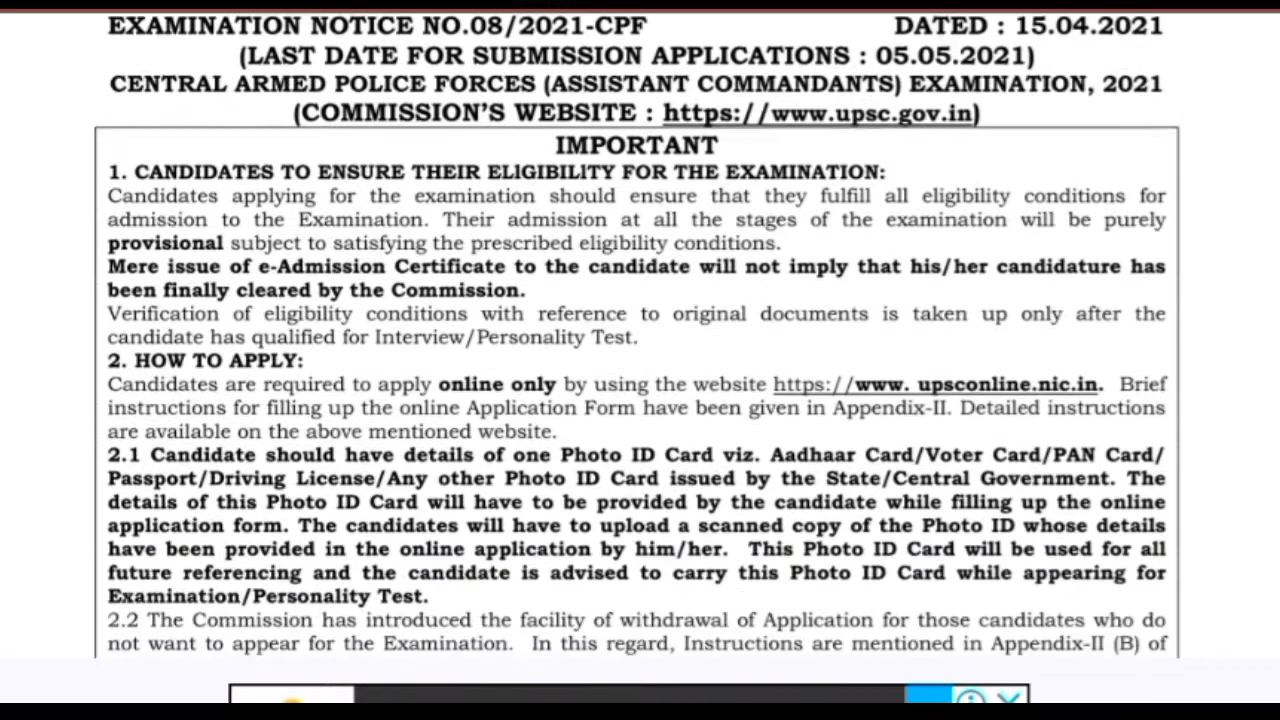 EXAMINATION NOTICE NO.08/2021-CPF DATED : 15.04.2021
(LAST DATE FOR SUBMISSION APPLICATIONS : 05.05.2021)
CENTRAL ARMED POLICE FORCES (ASSISTANT COMMANDANTS) EXAMINATION, 2021
(COMMISSION'S WEBSITE : https://www.upsc.gov.in)
IMPORTANT
1. CANDIDATES TO ENSURE THEIR ELIGIBILITY FOR THE EXAMINATION:
Candidates applying for the examination should ensure that they fulfill all eligibility conditions for
admission to the Examination. Their admission at all the stages of the examination will be purely
provisional subject to satisfying the prescribed eligibility conditions.
Mere issue of e-Admission Certificate to the candidate will not imply that his/her candidature has
been finally cleared by the Commission.
Verification of eligibility conditions with reference to original documents is taken up only after the
candidate has qualified for Interview/Personality Test.
2. HOW TO APPLY:
Candidates are required to apply online only by using the website https://www. upsconline.nic.in. Brief
instructions for filling up the online Application Form have been given in Appendix-II. Detailed instructions
are available on the above mentioned website.
2.1 Candidate should have details of one Photo ID Card viz. Aadhaar Card/Voter Card/PAN Card/
Passport/Driving License/Any other Photo ID Card issued by the State/Central Government. The
details of this Photo ID Card will have to be provided by the candidate while filling up the online
application form. The candidates will have to upload a scanned copy of the Photo ID whose details
have been provided in the online application by him/her. This Photo ID Card will be used for all
future referencing and the candidate is advised to carry this Photo ID Card while appearing for
Examination/Personality Test.
2.2 The Commission has introduced the facility of withdrawal of Application for those candidates who do
not want to appear for the Examination. In this regard, Instructions are mentioned in Appendix-II (B) of